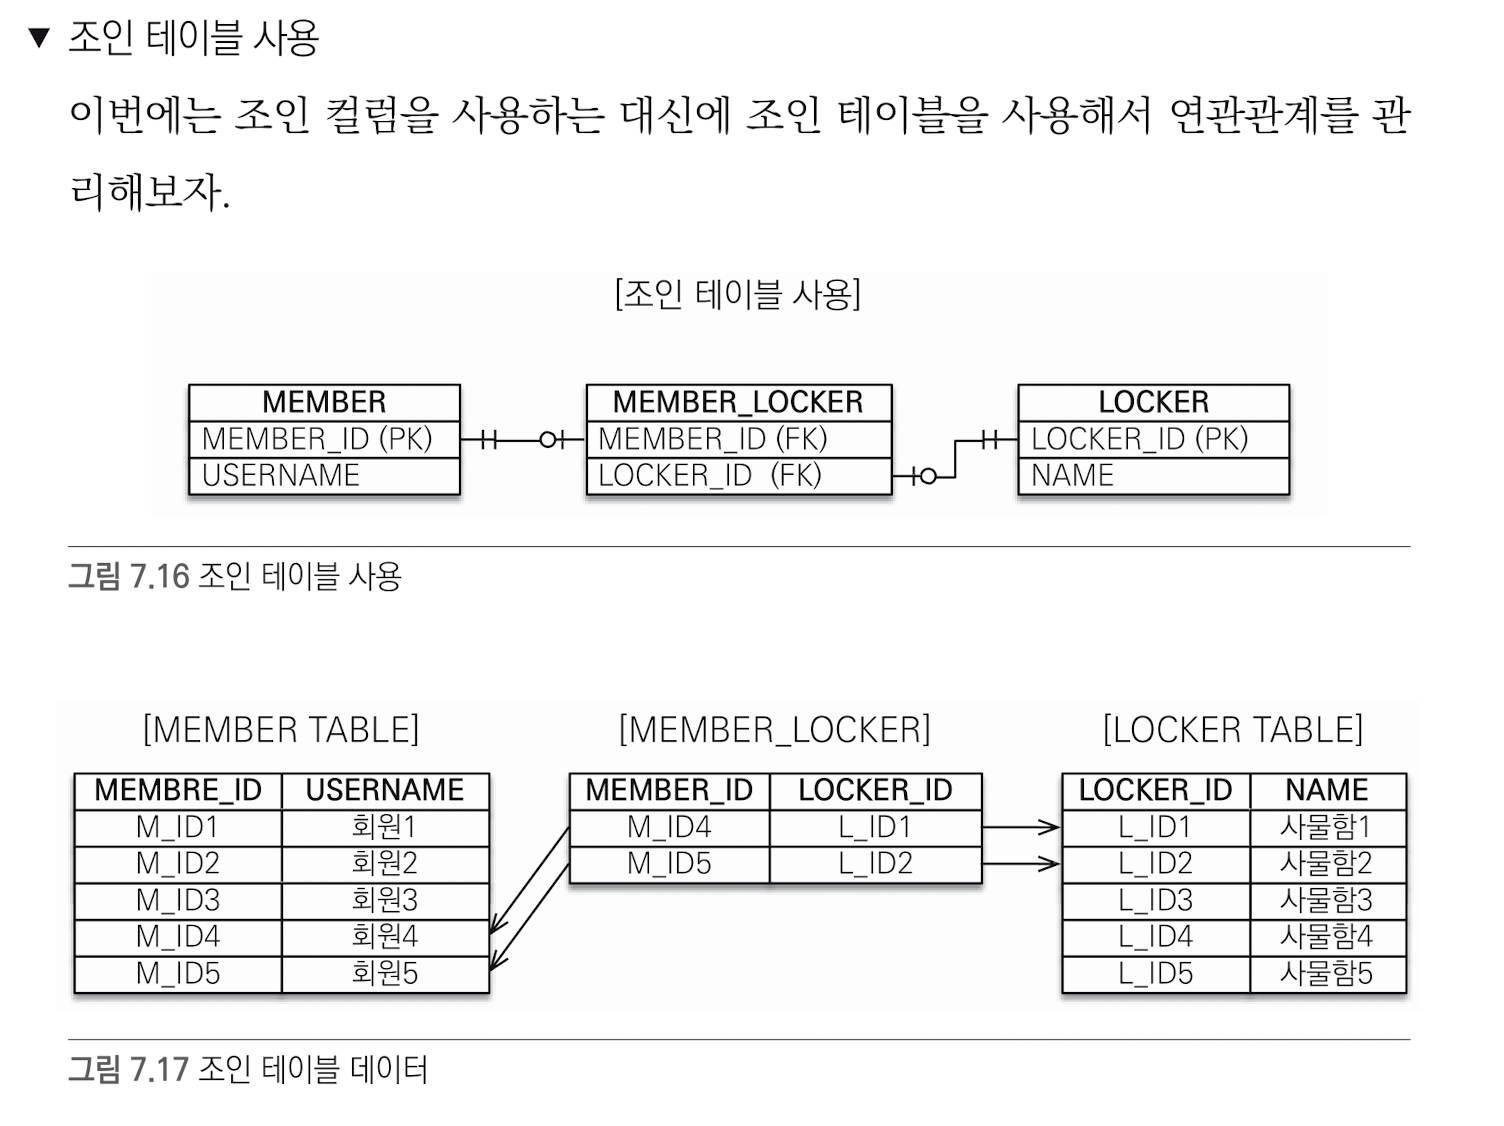 ▼ 조인 테이블 사용
이번에는 조인 컬럼을 사용하는 대신에 조인 테이블을 사용해서 연관관계를 관
리해보자.
[조인 테이블 사용]
MEMBER
MEMBER_ID (PK)
USERNAME
MEMBER_LOCKER
MEMBER_ID (FK)
LOCKER_ID (FK)
LOCKER
LOCKER_ID (PK)
NAME
그림 7.16 조인 테이블 사용
[MEMBER TABLE]
MEMBRE_ID USERNAME
M_ID1 회원1
M_ID2 회원2
M_ID3 회원3
M_ID4 회원4
M_ID5 회원5
[MEMBER_LOCKER]
MEMBER_ID LOCKER_ID
M_ID4 L_ID1
M_ID5 L_ID2
[LOCKER TABLE]
LOCKER_ID NAME
L_ID1 사물함1
L_ID2 사물함2
L_ID3 사물함3
L_ID4 사물함4
L_ID5 사물함5
그림 7.17 조인 테이블 데이터